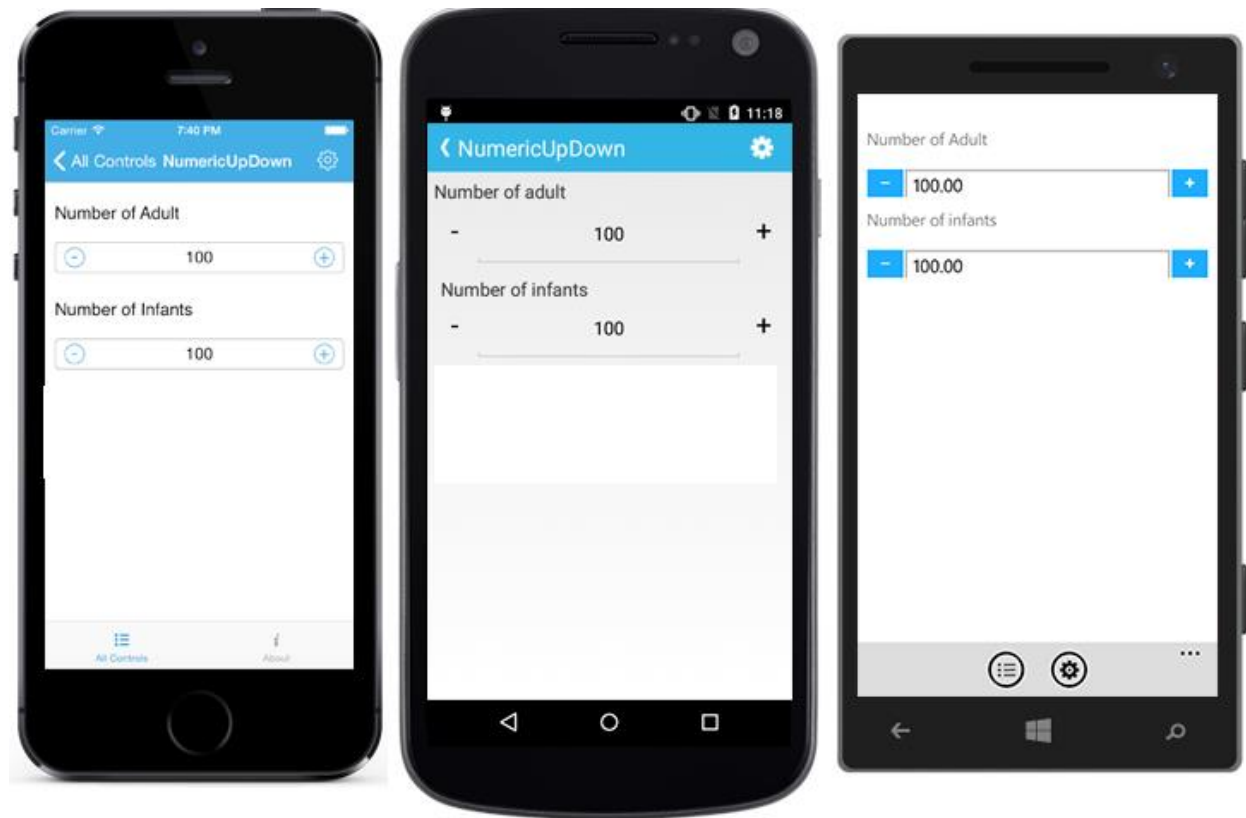 Carrier 7:40 PM
All Controls NumericUpDown
Number of Adult
- 100 +
Number of Infants
- 100 +
All Controls
i
About
11:18
NumericUpDown
Number of adult
- 100 +
Number of infants
- 100 +
Number of Adult
- 100.00 +
Number of infants
- 100.00 +
...